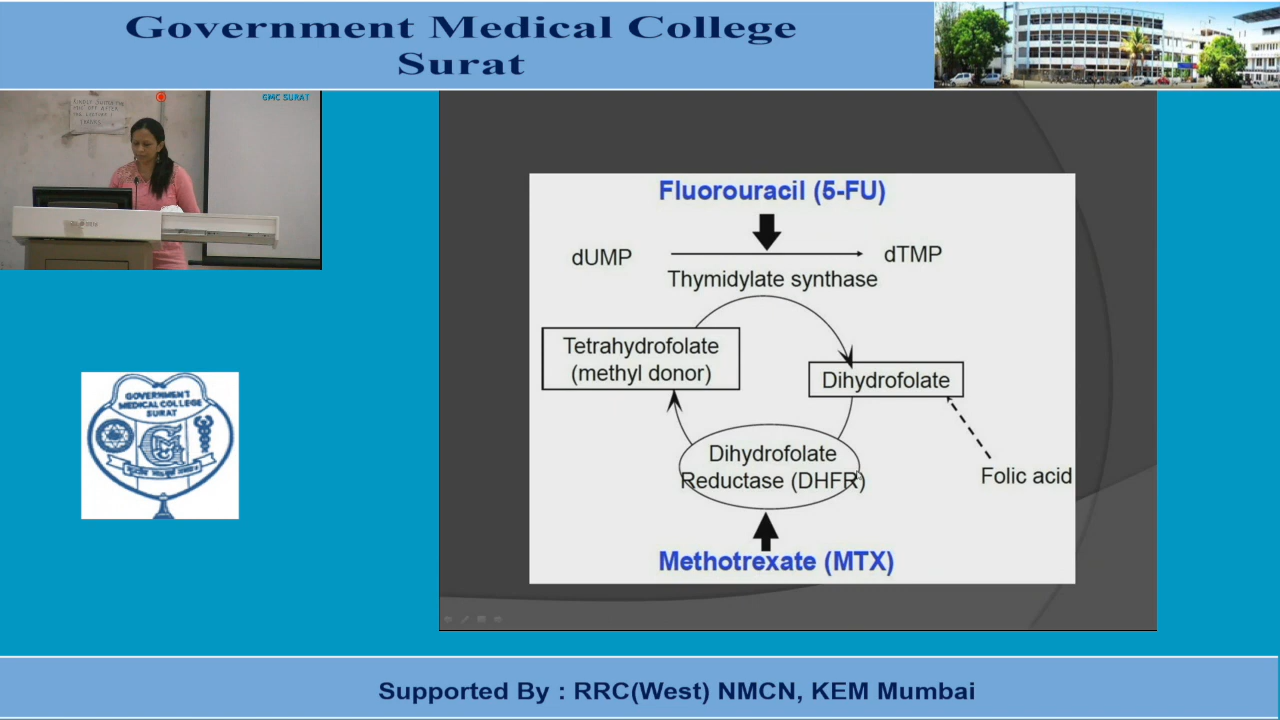 Government Medical College
Surat
GMC SURAT
GOVERNMENT
MEDICAL COLLEGE
SURAT
Fluorouracil (5-FU)
dUMP
dTMP
Thymidylate synthase
Tetrahydrofolate
(methyl donor)
Dihydrofolate
Dihydrofolate
Reductase (DHFR)
Folic acid
Methotrexate (MTX)
Supported By : RRC(West) NMCN, KEM Mumbai